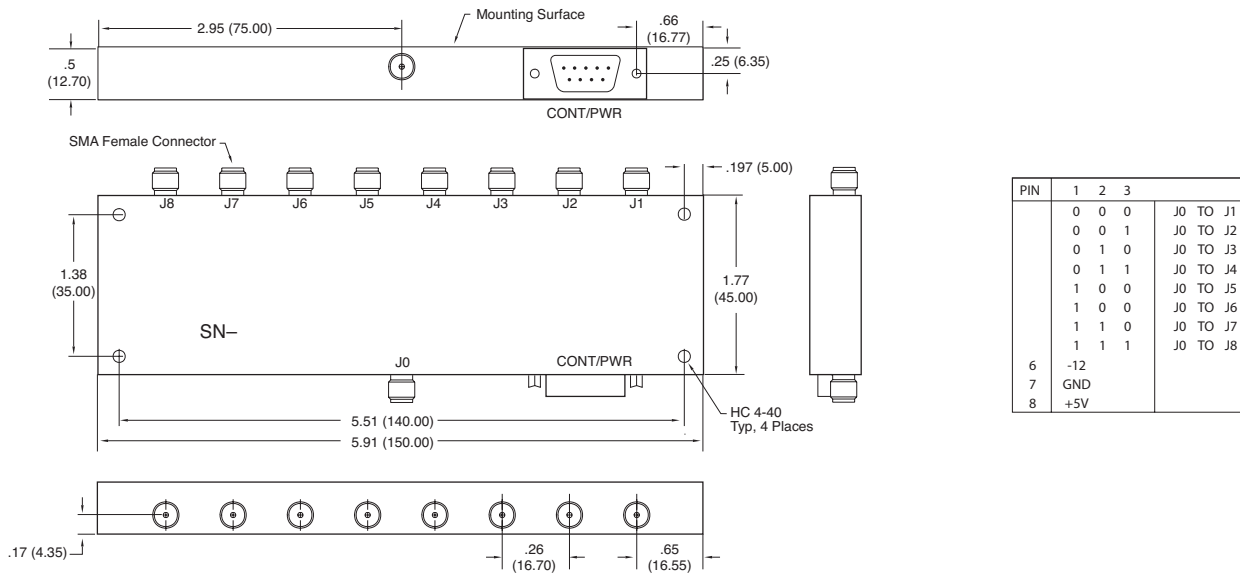 2.95 (75.00)
Mounting Surface
.66
(16.77)
.5
(12.70)
.25 (6.35)
CONT/PWR
SMA Female Connector
.197 (5.00)
J8 J7 J6 J5 J4 J3 J2 J1
1.38
(35.00)
1.77
(45.00)
SN–
J0
CONT/PWR
5.51 (140.00)
5.91 (150.00)
HC 4-40
Typ, 4 Places
.17 (4.35)
.26
(16.70)
.65
(16.55)
PIN 1 2 3
0 0 0 J0 TO J1
0 0 1 J0 TO J2
0 1 0 J0 TO J3
0 1 1 J0 TO J4
1 0 0 J0 TO J5
1 0 0 J0 TO J6
1 1 0 J0 TO J7
1 1 1 J0 TO J8
6 -12
7 GND
8 +5V